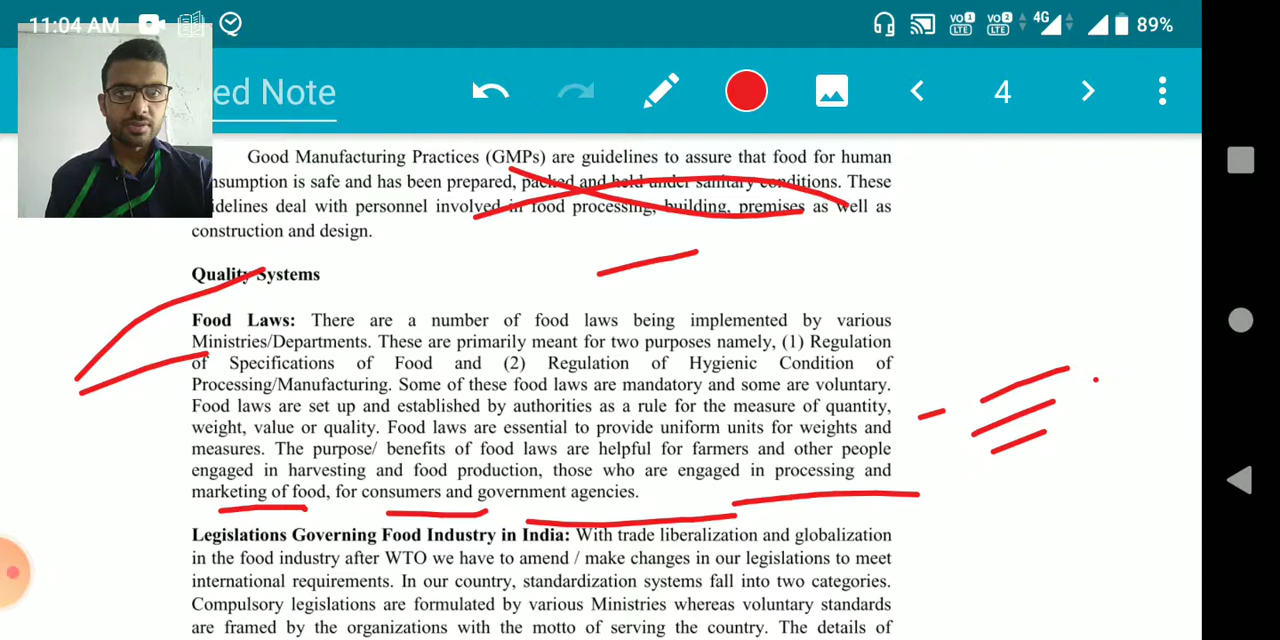 11:04 AM
VO 1 LTE
VO 2 LTE
4G
89%
ed Note
4
Good Manufacturing Practices (GMPs) are guidelines to assure that food for human
nsumption is safe and has been prepared, packed and held under sanitary conditions. These
idelines deal with personnel involved in food processing, building, premises as well as
construction and design.
Quality Systems
Food Laws: There are a number of food laws being implemented by various
Ministries/Departments. These are primarily meant for two purposes namely, (1) Regulation
of Specifications of Food and (2) Regulation of Hygienic Condition of
Processing/Manufacturing. Some of these food laws are mandatory and some are voluntary.
Food laws are set up and established by authorities as a rule for the measure of quantity,
weight, value or quality. Food laws are essential to provide uniform units for weights and
measures. The purpose/ benefits of food laws are helpful for farmers and other people
engaged in harvesting and food production, those who are engaged in processing and
marketing of food, for consumers and government agencies.
Legislations Governing Food Industry in India: With trade liberalization and globalization
in the food industry after WTO we have to amend / make changes in our legislations to meet
international requirements. In our country, standardization systems fall into two categories.
Compulsory legislations are formulated by various Ministries whereas voluntary standards
are framed by the organizations with the motto of serving the country. The details of